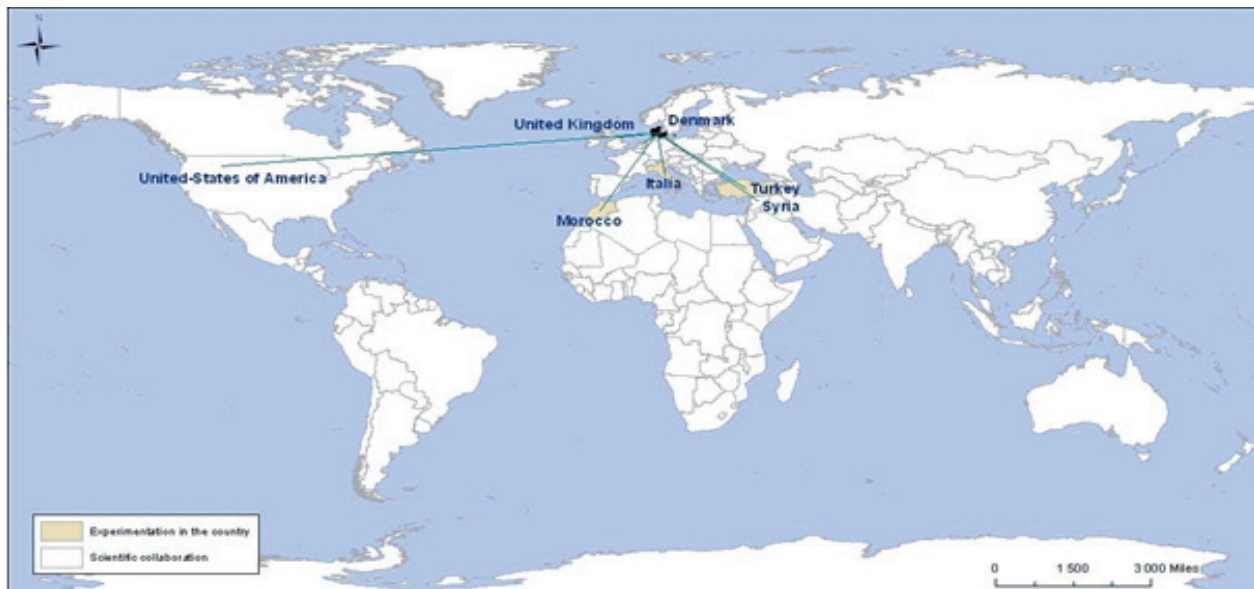 N
United Kingdom
Denmark
United-States of America
Italia
Turkey
Syria
Morocco
Experimentation in the country
Scientific collaboration
0 1 500 3 000 Miles